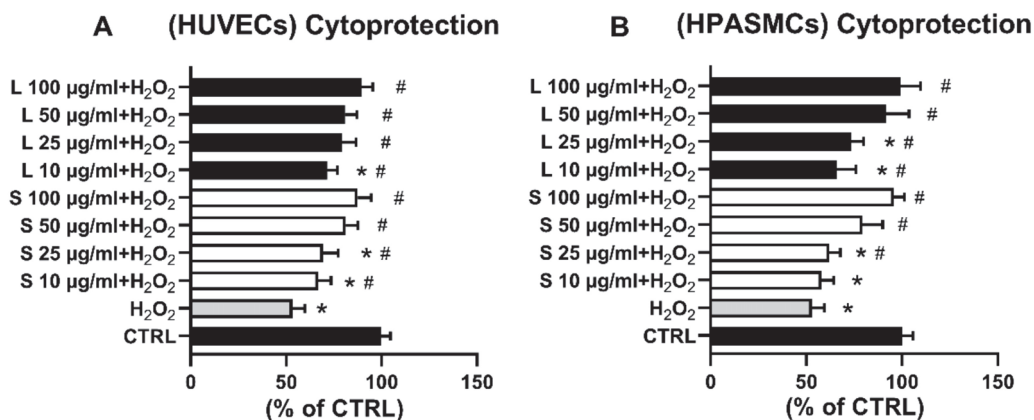 A (HUVECs) Cytoprotection
L 100 µg/ml+H₂O₂ #
L 50 µg/ml+H₂O₂ #
L 25 µg/ml+H₂O₂ #
L 10 µg/ml+H₂O₂ * #
S 100 µg/ml+H₂O₂ #
S 50 µg/ml+H₂O₂ #
S 25 µg/ml+H₂O₂ * #
S 10 µg/ml+H₂O₂ * #
H₂O₂ *
CTRL
0 50 100 150
(% of CTRL)
B (HPASMCs) Cytoprotection
L 100 µg/ml+H₂O₂ #
L 50 µg/ml+H₂O₂ #
L 25 µg/ml+H₂O₂ * #
L 10 µg/ml+H₂O₂ * #
S 100 µg/ml+H₂O₂ #
S 50 µg/ml+H₂O₂ #
S 25 µg/ml+H₂O₂ * #
S 10 µg/ml+H₂O₂ *
H₂O₂ *
CTRL
0 50 100 150
(% of CTRL)